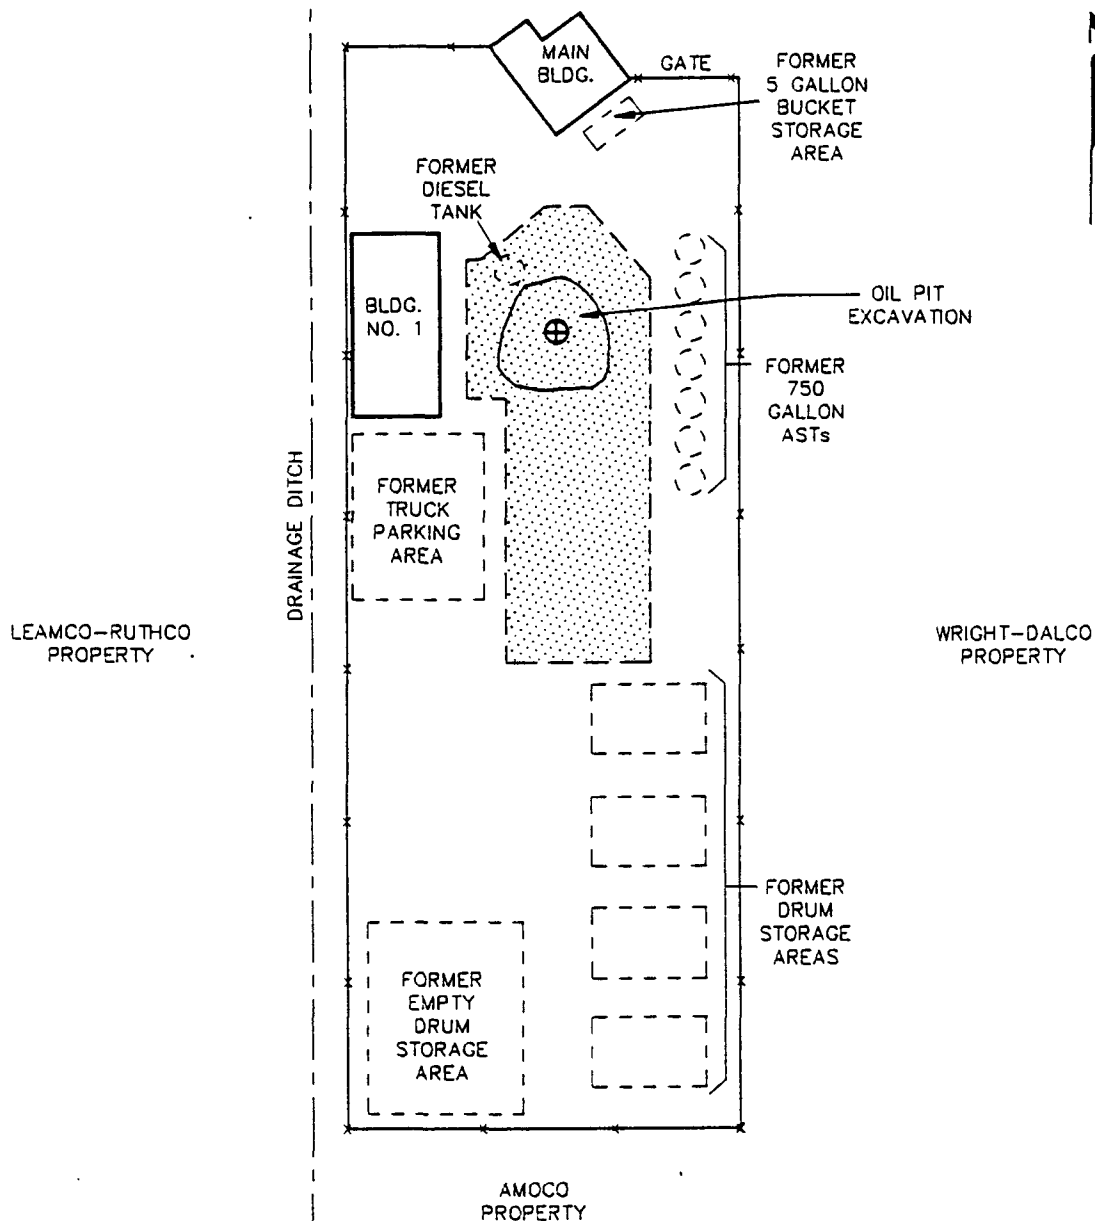 MAIN
BLDG.
GATE
FORMER
5 GALLON
BUCKET
STORAGE
AREA
FORMER
DIESEL
TANK
BLDG.
NO. 1
OIL PIT
EXCAVATION
FORMER
750
GALLON
ASTs
FORMER
TRUCK
PARKING
AREA
DRAINAGE DITCH
LEAMCO-RUTHCO
PROPERTY
WRIGHT-DALCO
PROPERTY
FORMER
DRUM
STORAGE
AREAS
FORMER
EMPTY
DRUM
STORAGE
AREA
AMOCO
PROPERTY